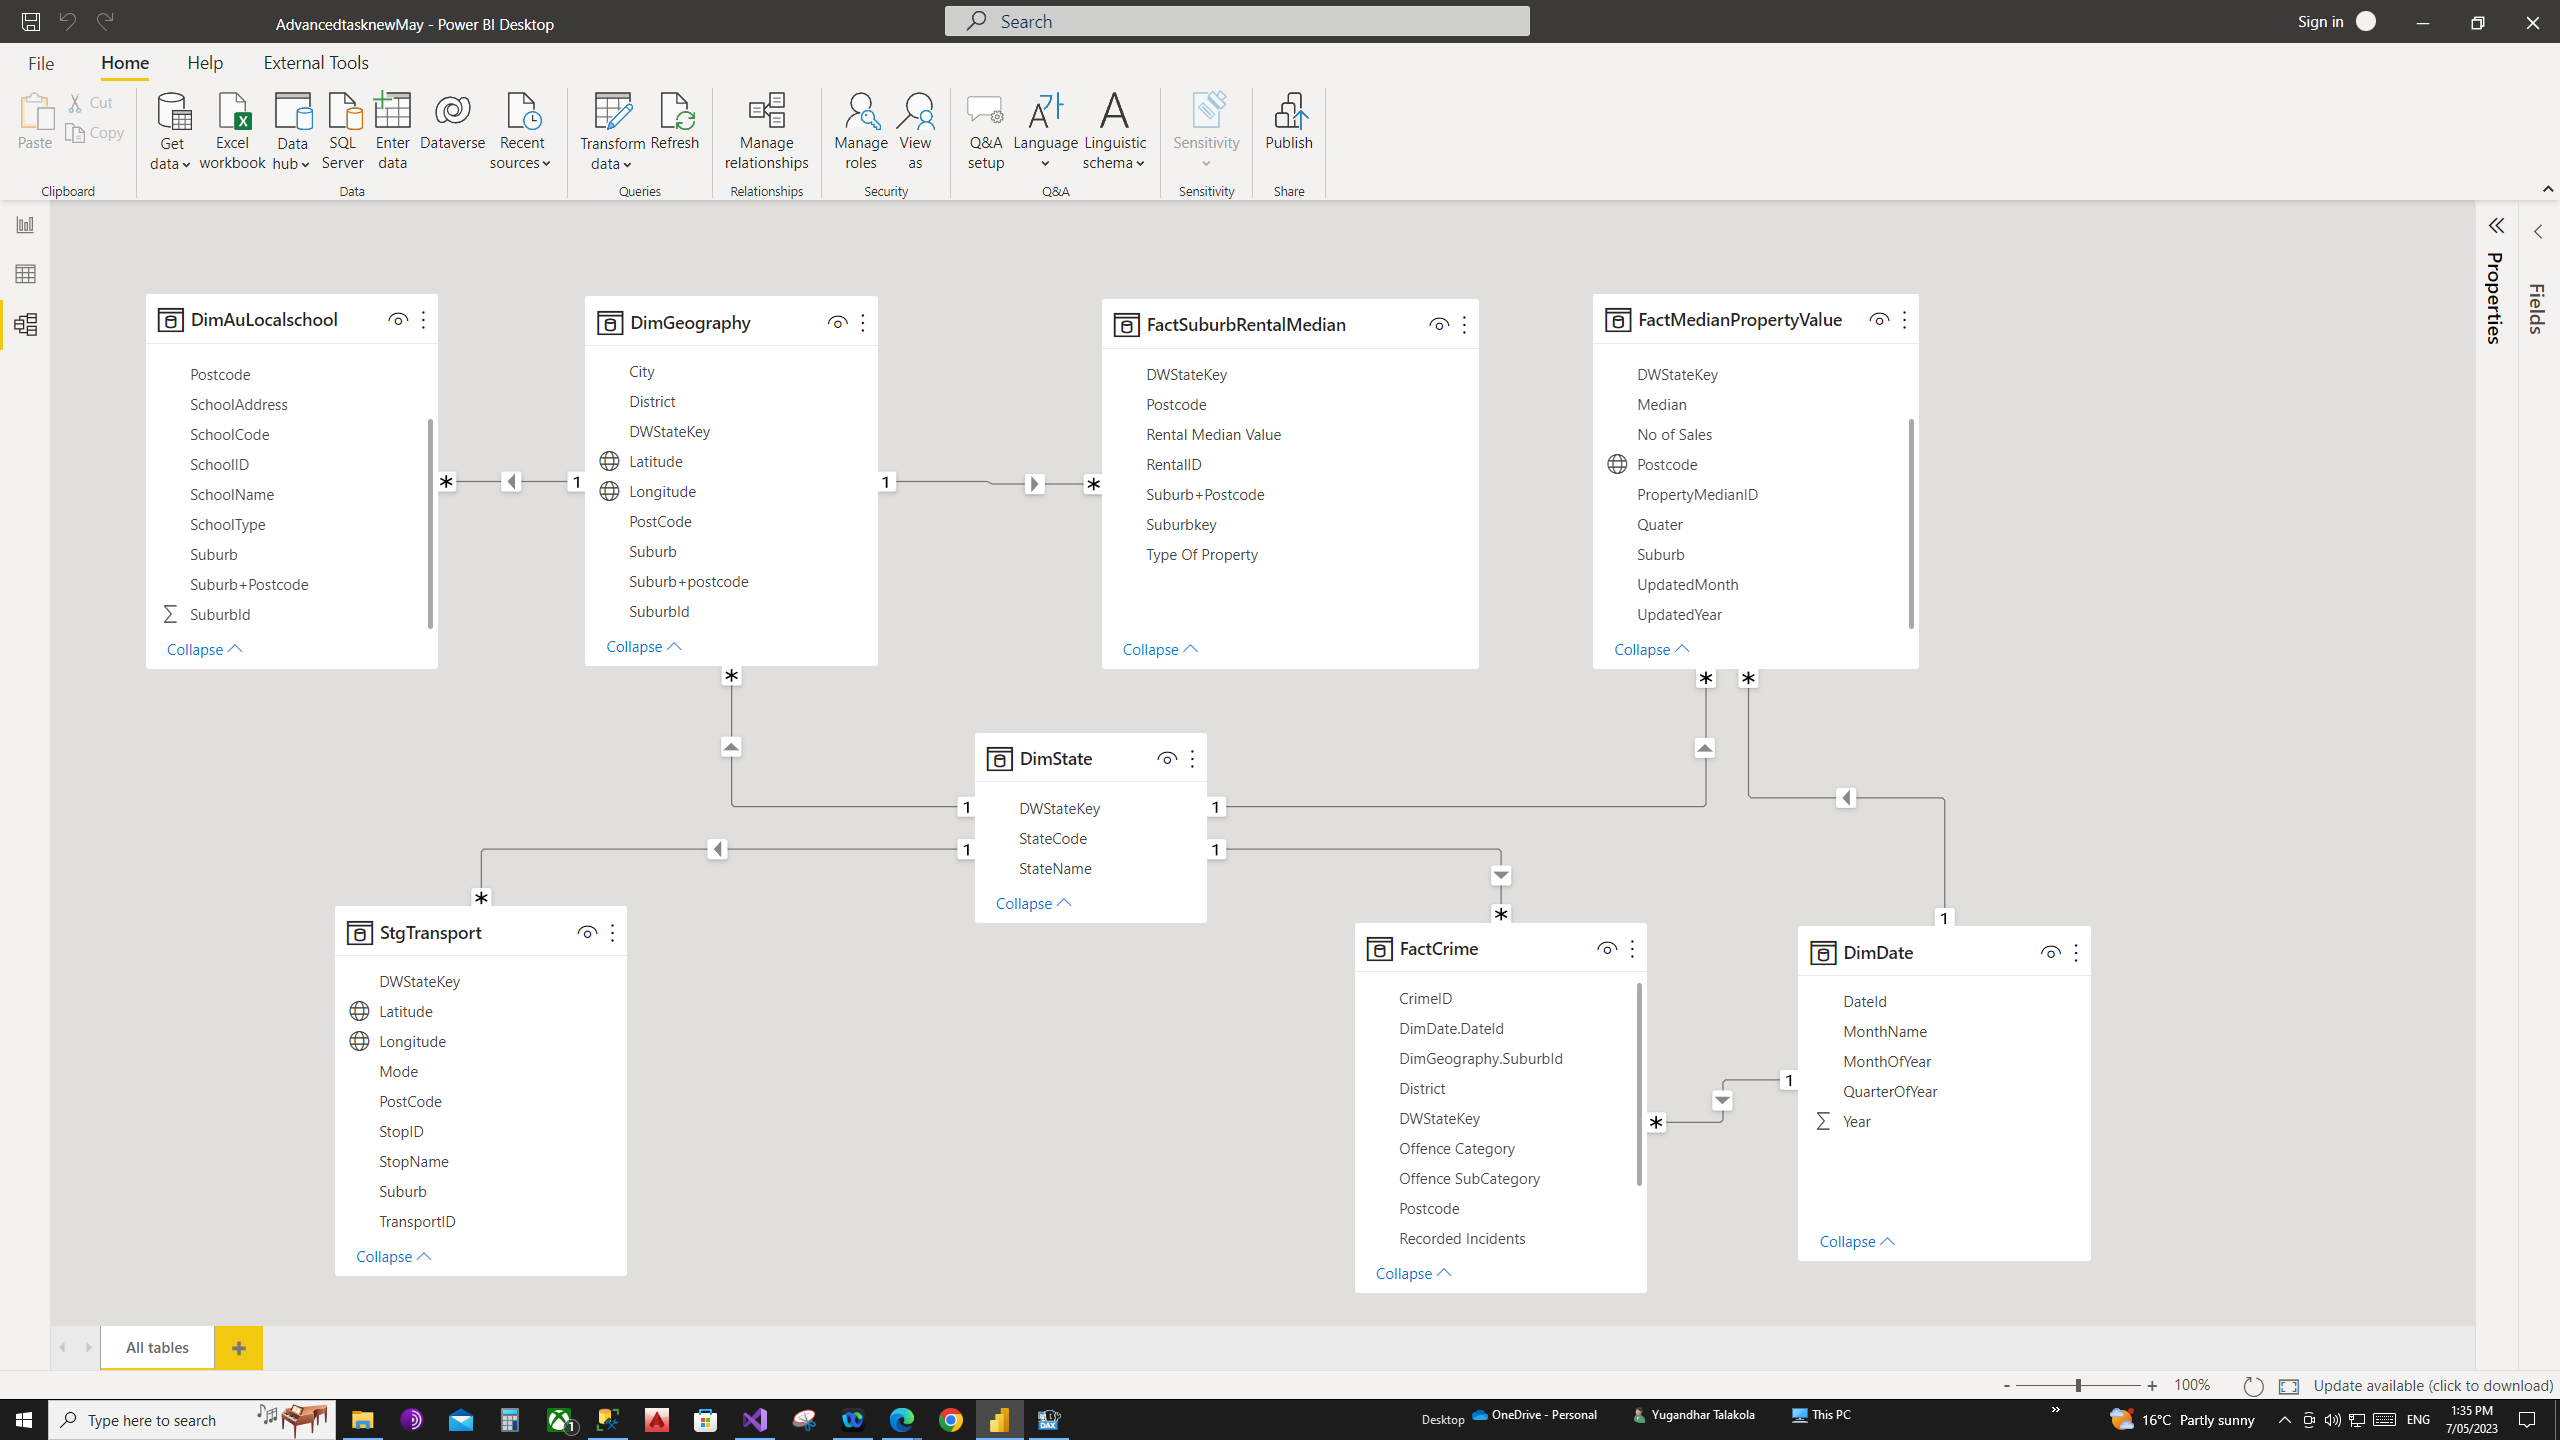 AdvancedtasknewMay - Power BI Desktop
Search
Sign in
File
Home
Help
External Tools
Paste
Cut
Copy
Clipboard
Get data
Excel workbook
Data hub
SQL Server
Enter data
Dataverse
Recent sources
Data
Transform data
Refresh
Queries
Manage relationships
Relationships
Manage roles
View as
Security
Q&A setup
Language
Linguistic schema
Q&A
Sensitivity
Sensitivity
Publish
Share
Properties
Fields
DimAuLocalschool
Postcode
SchoolAddress
SchoolCode
SchoolID
SchoolName
SchoolType
Suburb
Suburb+Postcode
SuburbId
Collapse
DimGeography
City
District
DWStateKey
Latitude
Longitude
PostCode
Suburb
Suburb+postcode
SuburbId
Collapse
FactSuburbRentalMedian
DWStateKey
Postcode
Rental Median Value
RentalID
Suburb+Postcode
Suburbkey
Type Of Property
Collapse
FactMedianPropertyValue
DWStateKey
Median
No of Sales
Postcode
PropertyMedianID
Quater
Suburb
UpdatedMonth
UpdatedYear
Collapse
* 1
1 *
*
* *
DimState
DWStateKey
StateCode
StateName
Collapse
1 1
1 1
*
*
1
StgTransport
DWStateKey
Latitude
Longitude
Mode
PostCode
StopID
StopName
Suburb
TransportID
Collapse
FactCrime
CrimeID
DimDate.DateId
DimGeography.SuburbId
District
DWStateKey
Offence Category
Offence SubCategory
Postcode
Recorded Incidents
Collapse
1
*
DimDate
DateId
MonthName
MonthOfYear
QuarterOfYear
Year
Collapse
All tables
+
- + 100%
Update available (click to download)
Type here to search
1
Desktop
OneDrive - Personal
Yugandhar Talakola
This PC
16°C Partly sunny
ENG
1:35 PM
7/05/2023